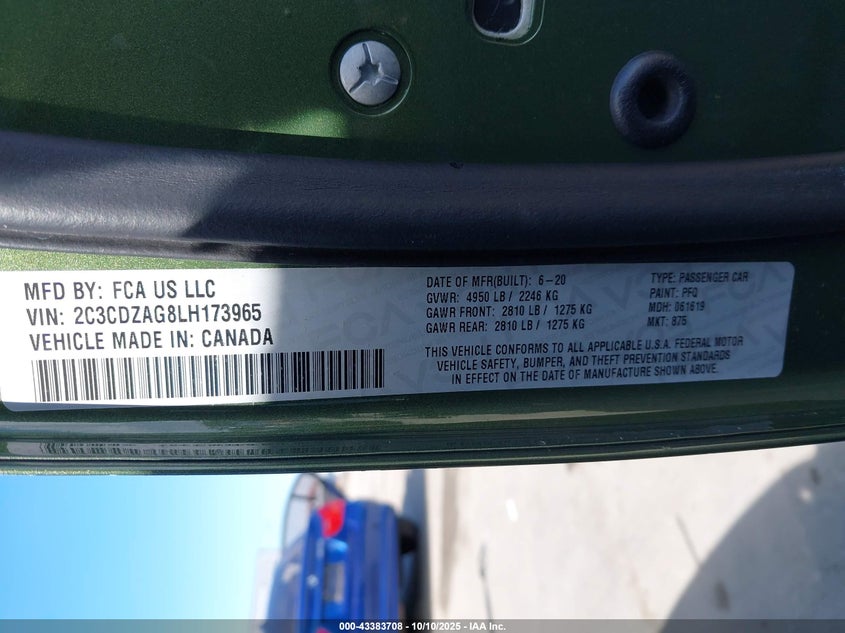 MFD BY: FCA US LLC
VIN: 2C3CDZAG8LH173965
VEHICLE MADE IN: CANADA
DATE OF MFR(BUILT): 6-20
GVWR: 4950 LB / 2246 KG
GAWR FRONT: 2810 LB / 1275 KG
GAWR REAR: 2810 LB / 1275 KG
TYPE: PASSENGER CAR
PAINT: PFQ
MDH: 061619
MKT: 875
THIS VEHICLE CONFORMS TO ALL APPLICABLE U.S.A. FEDERAL MOTOR
VEHICLE SAFETY, BUMPER, AND THEFT PREVENTION STANDARDS
IN EFFECT ON THE DATE OF MANUFACTURE SHOWN ABOVE.
000-43383708 - 10/10/2025 - IAA Inc.